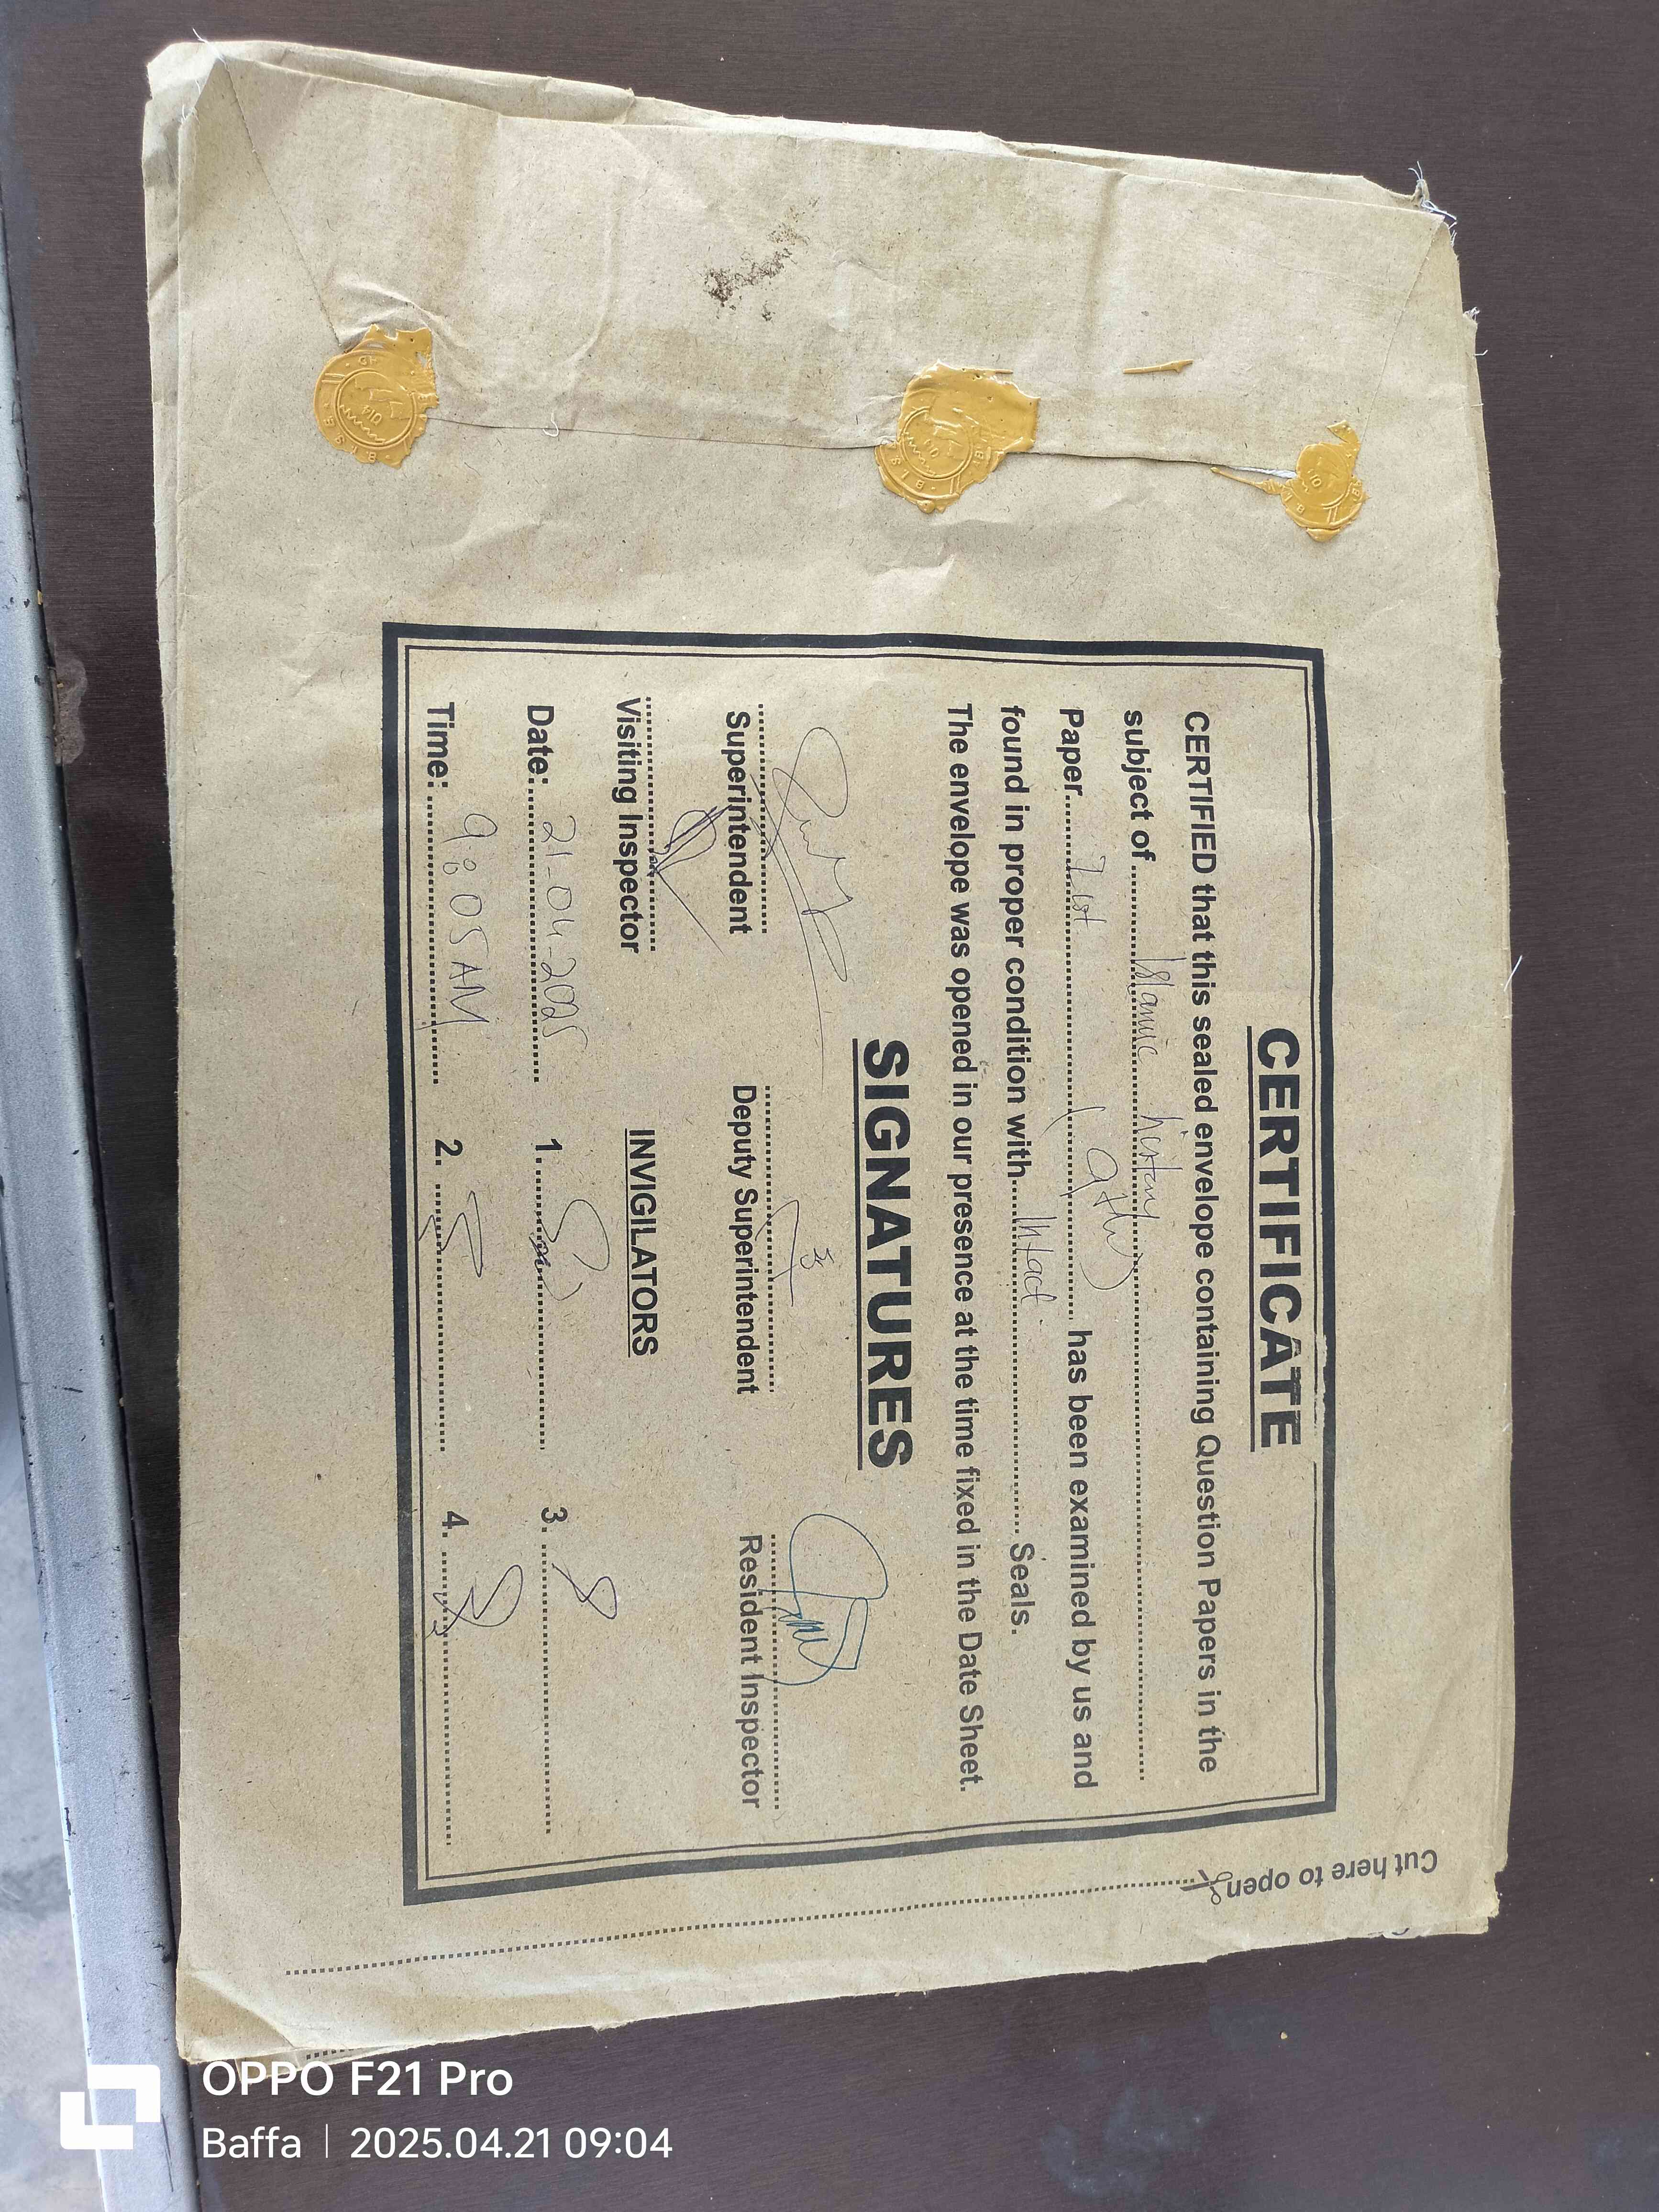 CERTIFICATE
CERTIFIED that this sealed envelope containing Question Papers in the
subject of Islamic history
Paper (9th) has been examined by us and
found in proper condition with Intact Seals.
The envelope was opened in our presence at the time fixed in the Date Sheet.
SIGNATURES
Superintendent Deputy Superintendent Resident Inspector
Visiting Inspector
INVIGILATORS
Date: 21-04-2025 1. 3.
Time: 9:05 AM 2. 4.
Cut here to open
OPPO F21 Pro
Baffa | 2025.04.21 09:04